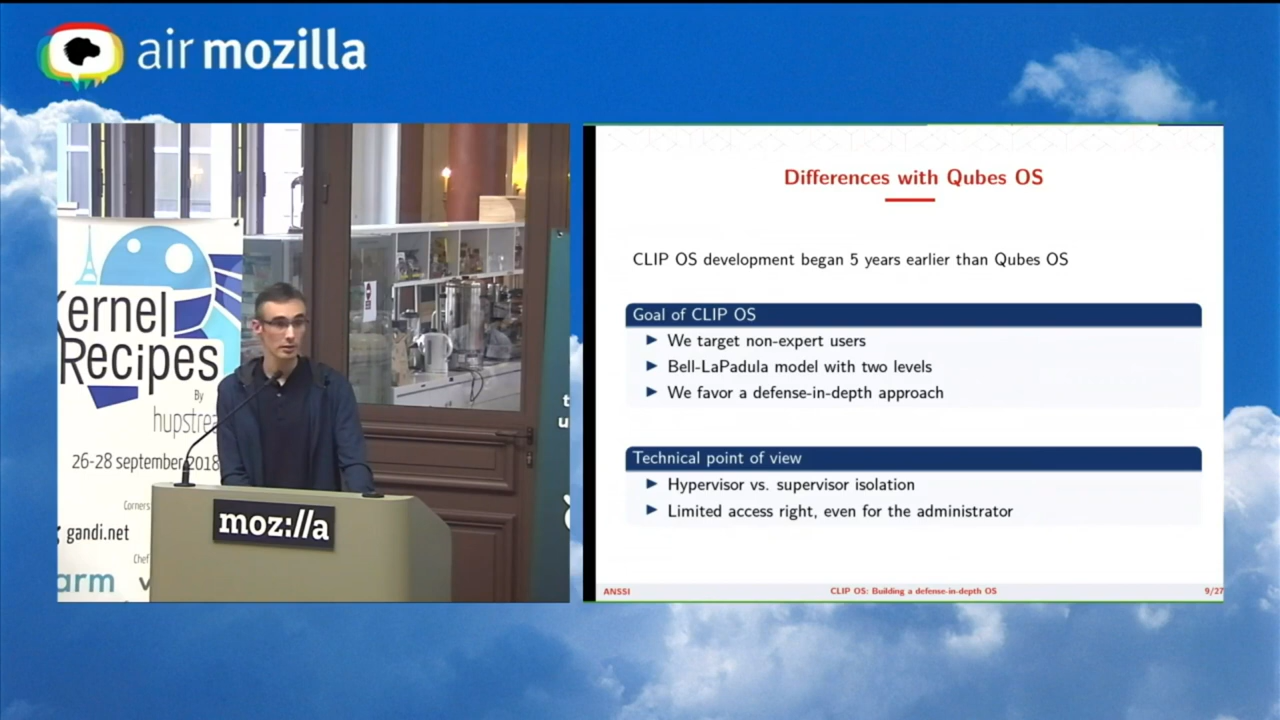 air mozilla
Kernel
Recipes
By
26-28 september 2018
gandi.net
arm
moz://a
Differences with Qubes OS
CLIP OS development began 5 years earlier than Qubes OS
Goal of CLIP OS
We target non-expert users
Bell-LaPadula model with two levels
We favor a defense-in-depth approach
Technical point of view
Hypervisor vs. supervisor isolation
Limited access right, even for the administrator
ANSSI
CLIP OS: Building a defense-in-depth OS
9/27